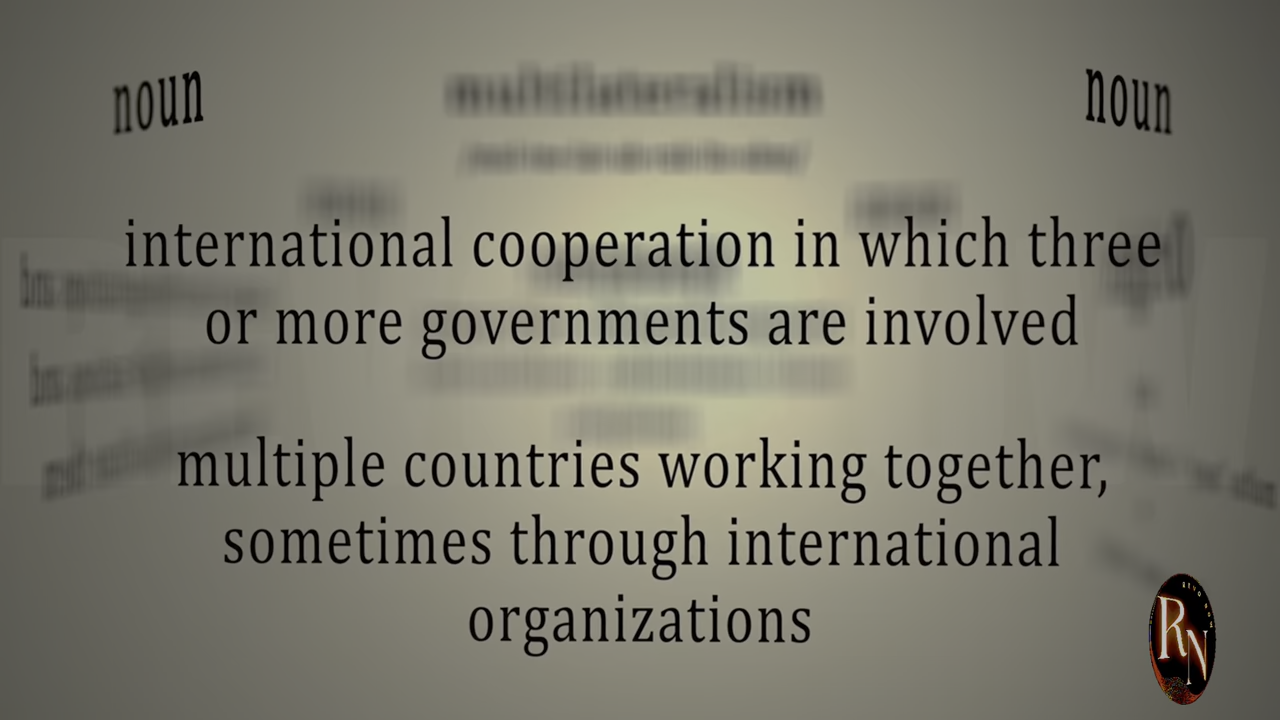 noun
multilateralism
noun
international cooperation in which three
or more governments are involved
multiple countries working together,
sometimes through international
organizations
RN